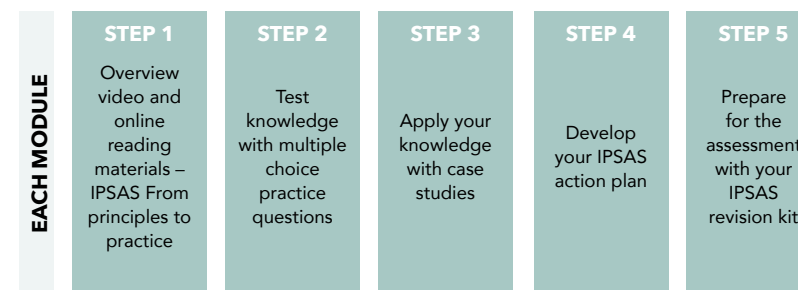 EACH MODULE
STEP 1
Overview
video and
online
reading
materials –
IPSAS From
principles to
practice
STEP 2
Test
knowledge
with multiple
choice
practice
questions
STEP 3
Apply your
knowledge
with case
studies
STEP 4
Develop
your IPSAS
action plan
STEP 5
Prepare
for the
assessment
with your
IPSAS
revision kit